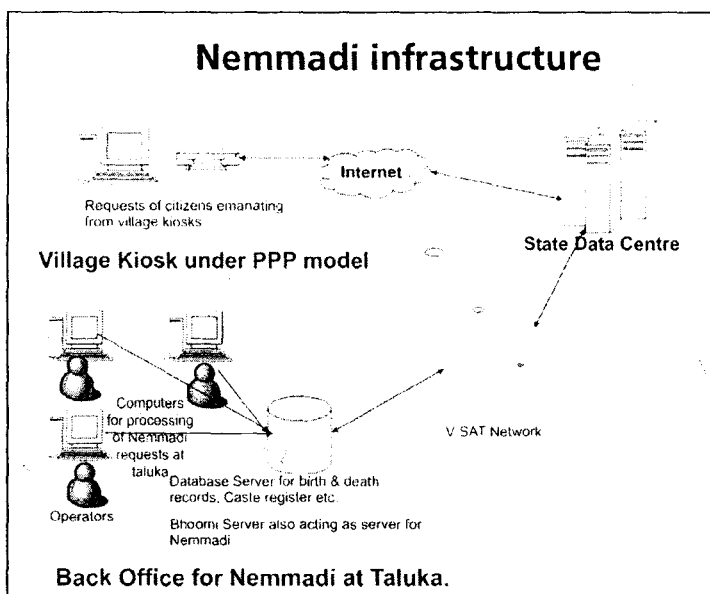 Nemmadi infrastructure
Internet
Requests of citizens emanating
from village kiosks
State Data Centre
Village Kiosk under PPP model
Computers
for processing
of Nemmadi
requests at
taluka
V SAT Network
Operators
Database Server for birth & death
records, Caste register etc.
Bhoomi Server also acting as server for
Nemmadi
Back Office for Nemmadi at Taluka.